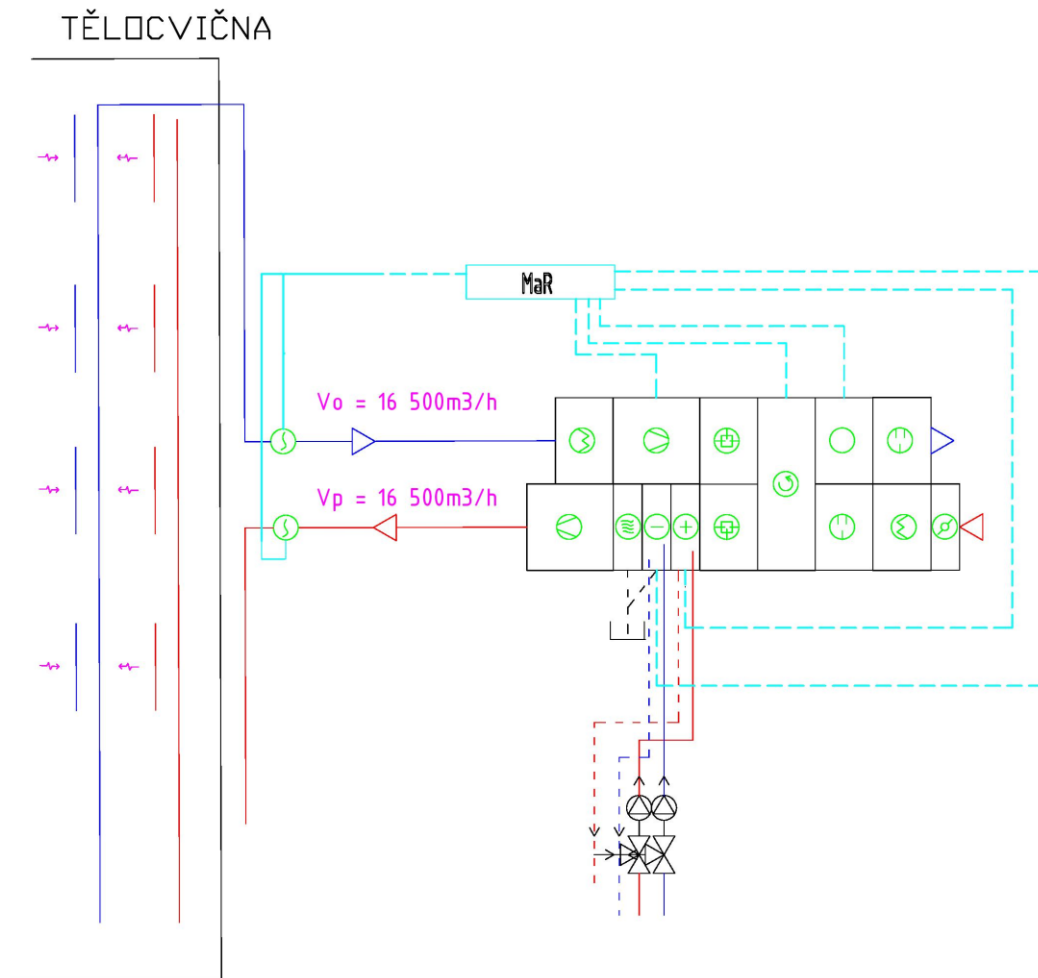 TĚLOCVIČNA
MaR
Vo = 16 500m3/h
Vp = 16 500m3/h